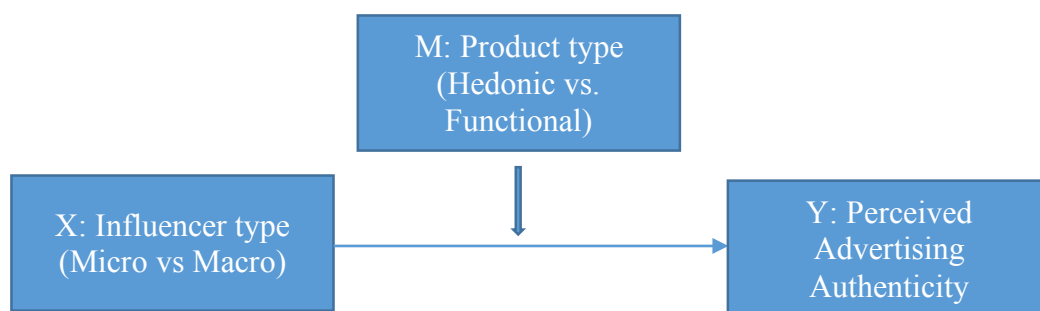 M: Product type
(Hedonic vs.
Functional)
X: Influencer type
(Micro vs Macro)
Y: Perceived
Advertising
Authenticity